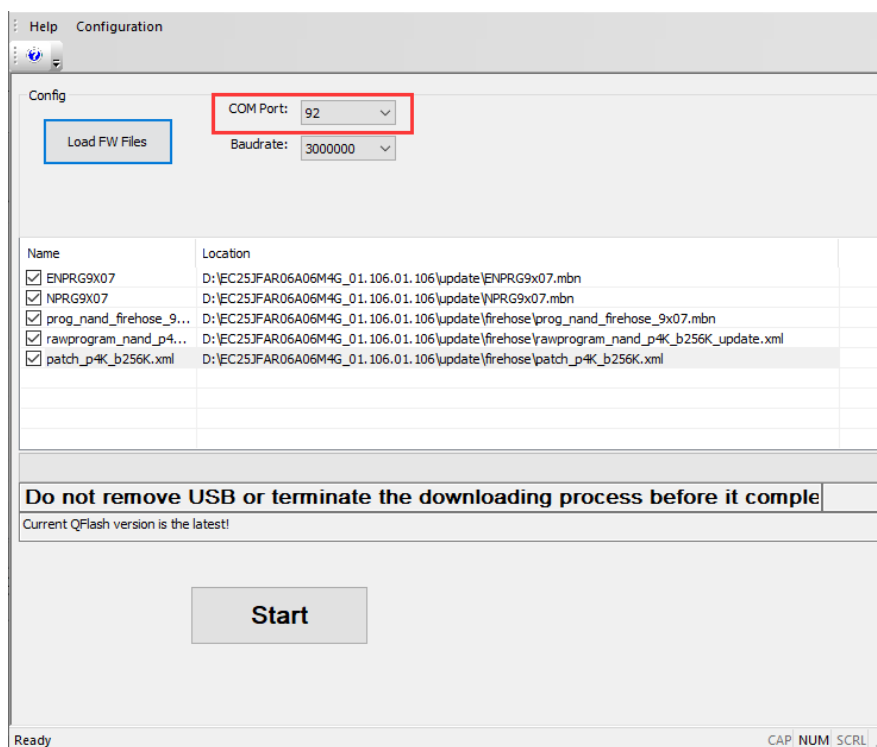 Help Configuration
Config
COM Port: 92
Load FW Files
Baudrate: 3000000
Name Location
ENPRG9X07 D:\EC25JFAR06A06M4G_01.106.01.106\update\ENPRG9x07.mbn
NPRG9X07 D:\EC25JFAR06A06M4G_01.106.01.106\update\NPRG9x07.mbn
prog_nand_firehose_9... D:\EC25JFAR06A06M4G_01.106.01.106\update\firehose\prog_nand_firehose_9x07.mbn
rawprogram_nand_p4... D:\EC25JFAR06A06M4G_01.106.01.106\update\firehose\rawprogram_nand_p4K_b256K_update.xml
patch_p4K_b256K.xml D:\EC25JFAR06A06M4G_01.106.01.106\update\firehose\patch_p4K_b256K.xml
Do not remove USB or terminate the downloading process before it comple
Current QFlash version is the latest!
Start
Ready CAP NUM SCRL